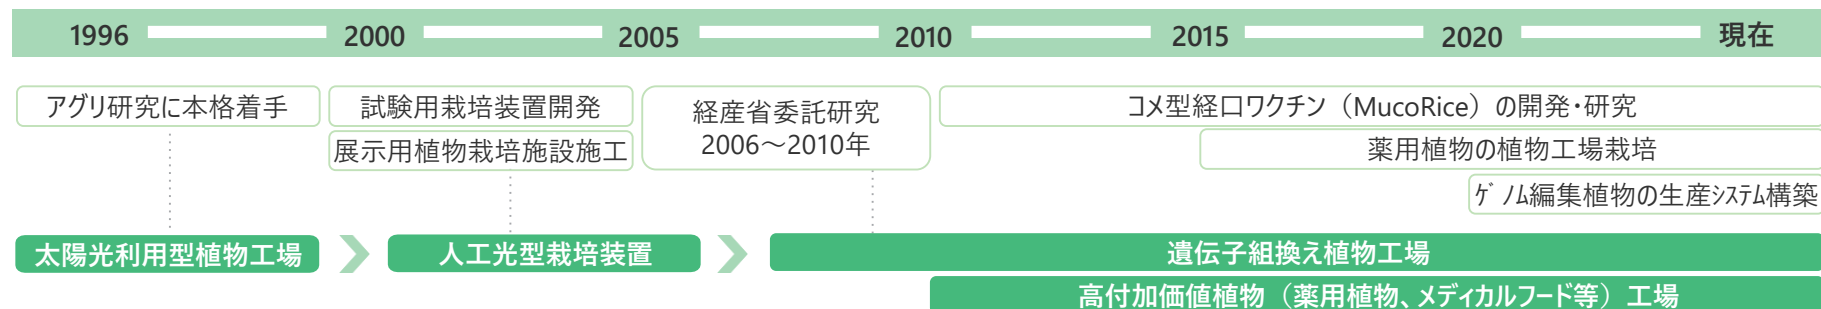 1996 2000 2005 2010 2015 2020 現在
アグリ研究に本格着手
試験用栽培装置開発
展示用植物栽培施設施工
経産省委託研究
2006～2010年
コメ型経口ワクチン（MucoRice）の開発・研究
薬用植物の植物工場栽培
ゲノム編集植物の生産システム構築
太陽光利用型植物工場
人工光型栽培装置
遺伝子組換え植物工場
高付加価値植物（薬用植物、メディカルフード等）工場